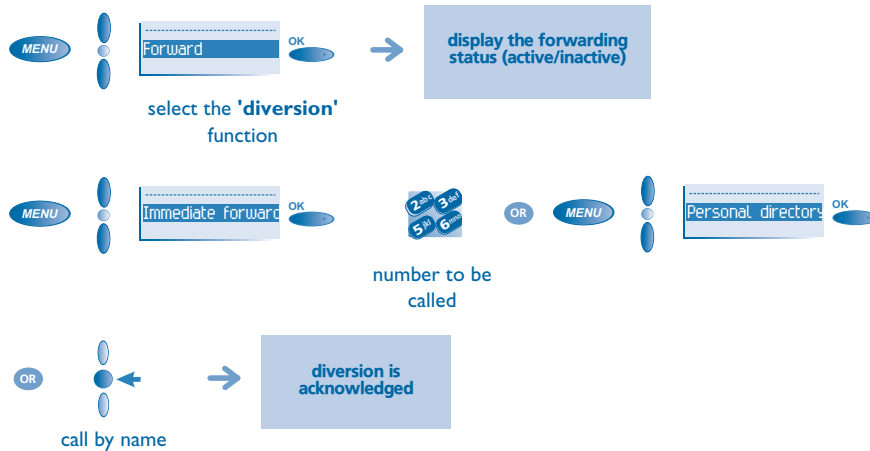 MENU
Forward
OK
display the forwarding
status (active/inactive)
select the 'diversion'
function
MENU
Immediate forward
OK
2abc 3def
5jkl 6mno
OR
MENU
Personal directory
OK
number to be
called
OR
diversion is
acknowledged
call by name